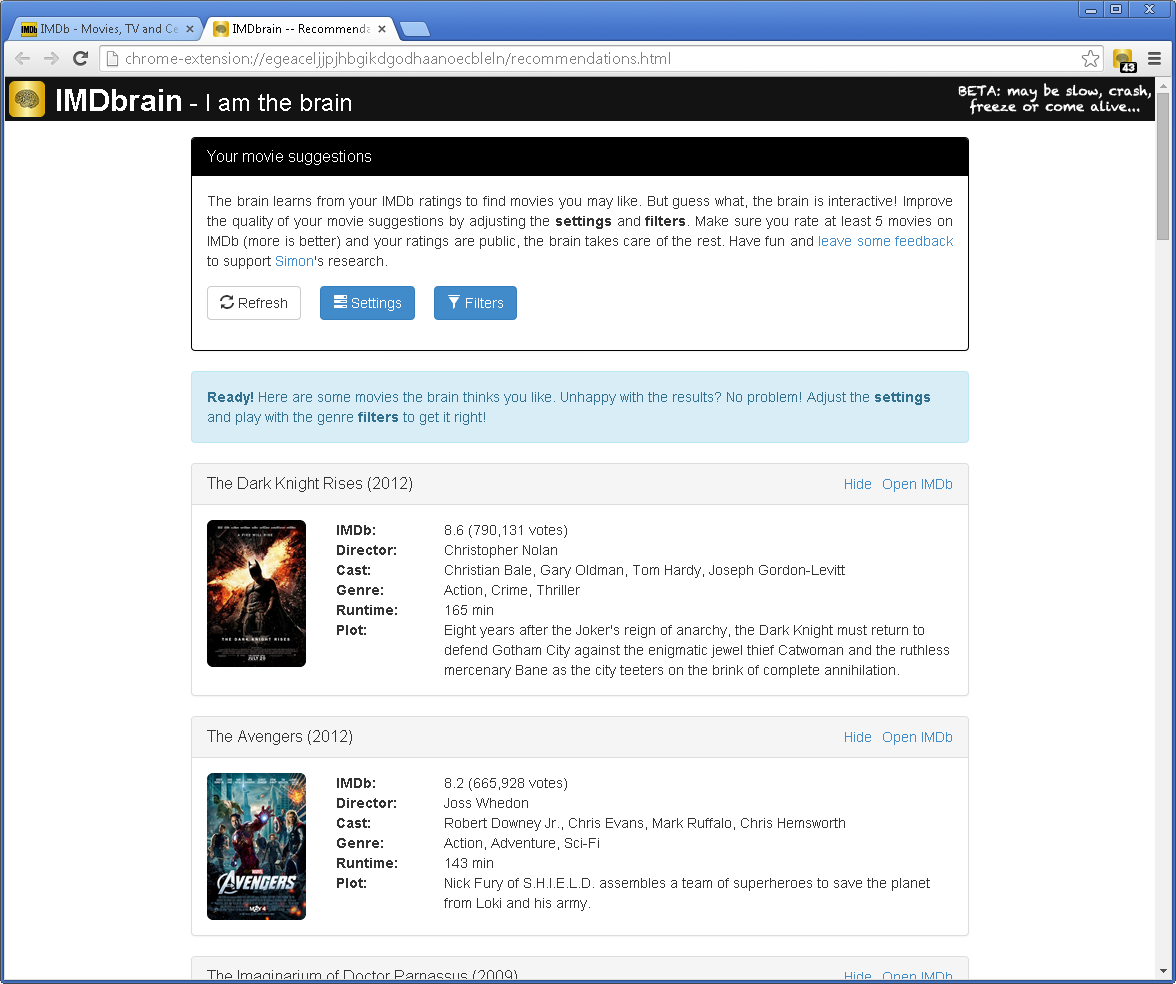 IMDb - Movies, TV and Ce
IMDbrain -- Recommenda
chrome-extension://egeaceljjpjhbgikdgodhaanoecbleln/recommendations.html
43
IMDbrain - I am the brain
BETA: may be slow, crash,
freeze or come alive...
Your movie suggestions
The brain learns from your IMDb ratings to find movies you may like. But guess what, the brain is interactive! Improve
the quality of your movie suggestions by adjusting the settings and filters. Make sure you rate at least 5 movies on
IMDb (more is better) and your ratings are public, the brain takes care of the rest. Have fun and leave some feedback
to support Simon's research.
Refresh Settings Filters
Ready! Here are some movies the brain thinks you like. Unhappy with the results? No problem! Adjust the settings
and play with the genre filters to get it right!
The Dark Knight Rises (2012) Hide Open IMDb
THE DARK KNIGHT RISES
IMDb: 8.6 (790,131 votes)
Director: Christopher Nolan
Cast: Christian Bale, Gary Oldman, Tom Hardy, Joseph Gordon-Levitt
Genre: Action, Crime, Thriller
Runtime: 165 min
Plot: Eight years after the Joker's reign of anarchy, the Dark Knight must return to
defend Gotham City against the enigmatic jewel thief Catwoman and the ruthless
mercenary Bane as the city teeters on the brink of complete annihilation.
The Avengers (2012) Hide Open IMDb
AVENGERS
IMDb: 8.2 (665,928 votes)
Director: Joss Whedon
Cast: Robert Downey Jr., Chris Evans, Mark Ruffalo, Chris Hemsworth
Genre: Action, Adventure, Sci-Fi
Runtime: 143 min
Plot: Nick Fury of S.H.I.E.L.D. assembles a team of superheroes to save the planet
from Loki and his army.
The Imaginarium of Doctor Parnassus (2009) Hide Open IMDb